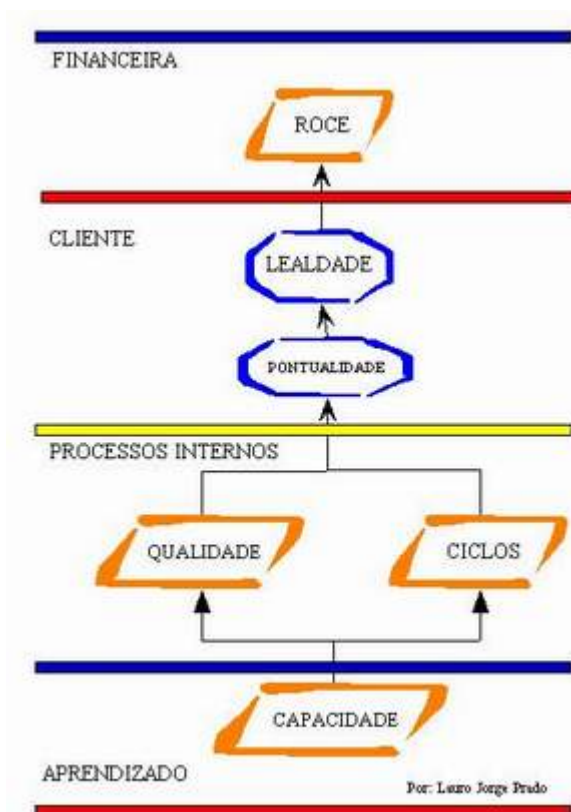 FINANCEIRA
ROCE
CLIENTE
LEALDADE
PONTUALIDADE
PROCESSOS INTERNOS
QUALIDADE
CICLOS
CAPACIDADE
APRENDIZADO
Por: Lauro Jorge Prado